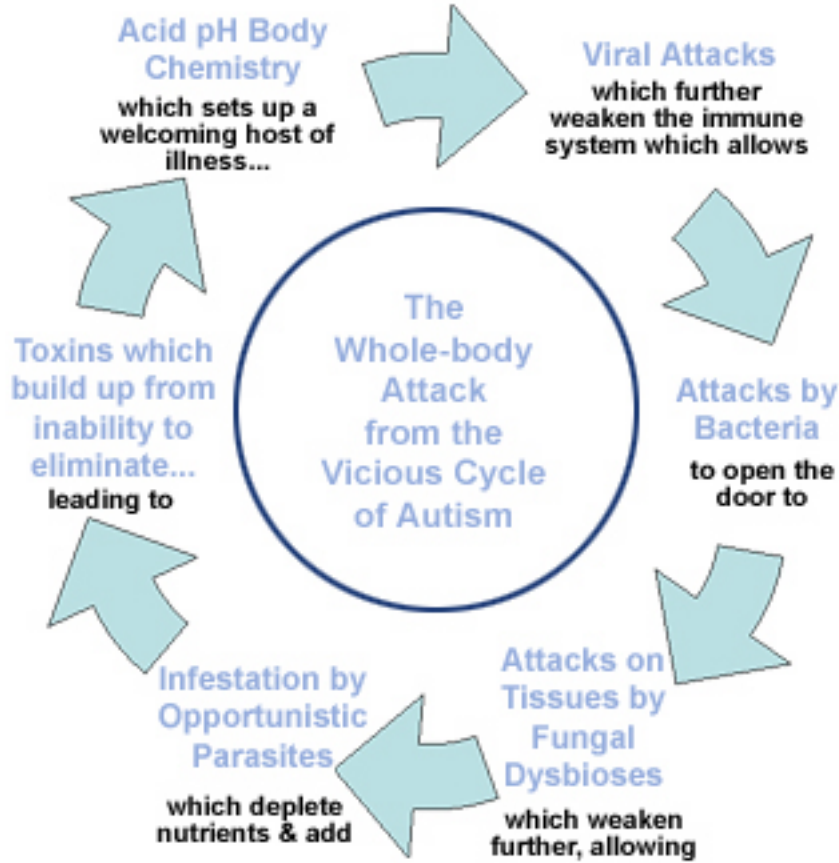 Acid pH Body
Chemistry
which sets up a
welcoming host of
illness...
Viral Attacks
which further
weaken the immune
system which allows
Attacks by
Bacteria
to open the
door to
Attacks on
Tissues by
Fungal
Dysbioses
which weaken
further, allowing
Infestation by
Opportunistic
Parasites
which deplete
nutrients & add
Toxins which
build up from
inability to
eliminate...
leading to
The
Whole-body
Attack
from the
Vicious Cycle
of Autism